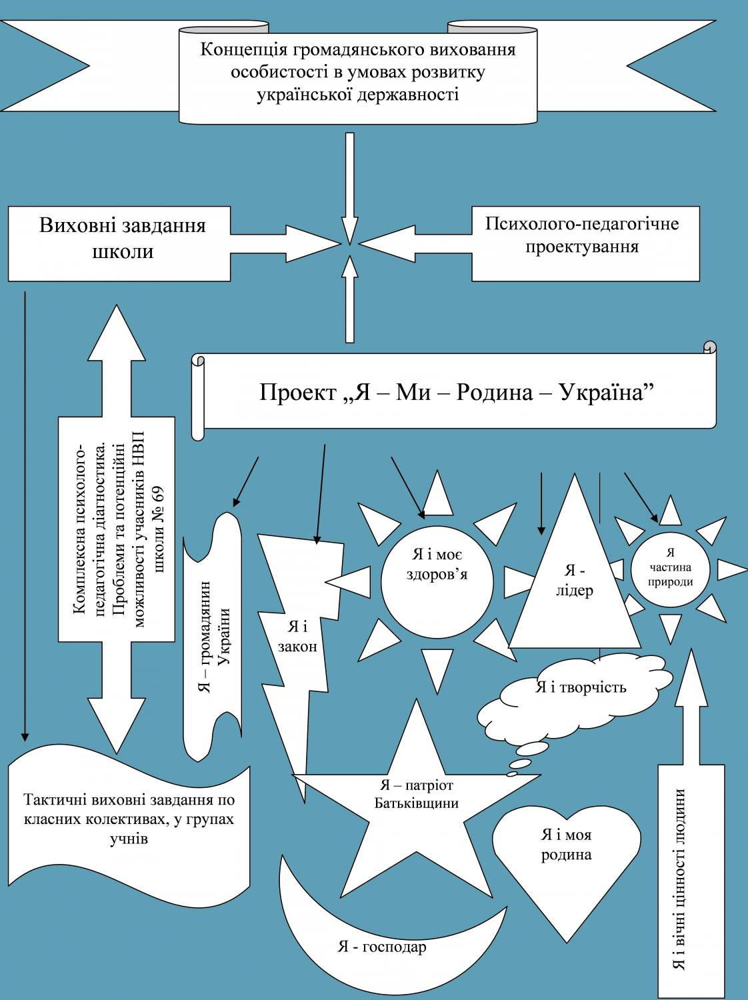 Концепція громадянського виховання
особистості в умовах розвитку
української державності
Виховні завдання
школи
Психолого-педагогічне
проектування
Проект „Я – Ми – Родина – Україна”
Комплексна психолого-
педагогічна діагностика.
Проблеми та потенційні
можливості учасників НВП
школи № 69
Я – громадянин
України
Я і
закон
Я і моє
здоров’я
Я -
лідер
Я
частина
природи
Я і творчість
Я – патріот
Батьківщини
Тактичні виховні завдання по
класних колективах, у групах
учнів
Я і моя
родина
Я - господар
Я і вічні цінності людини